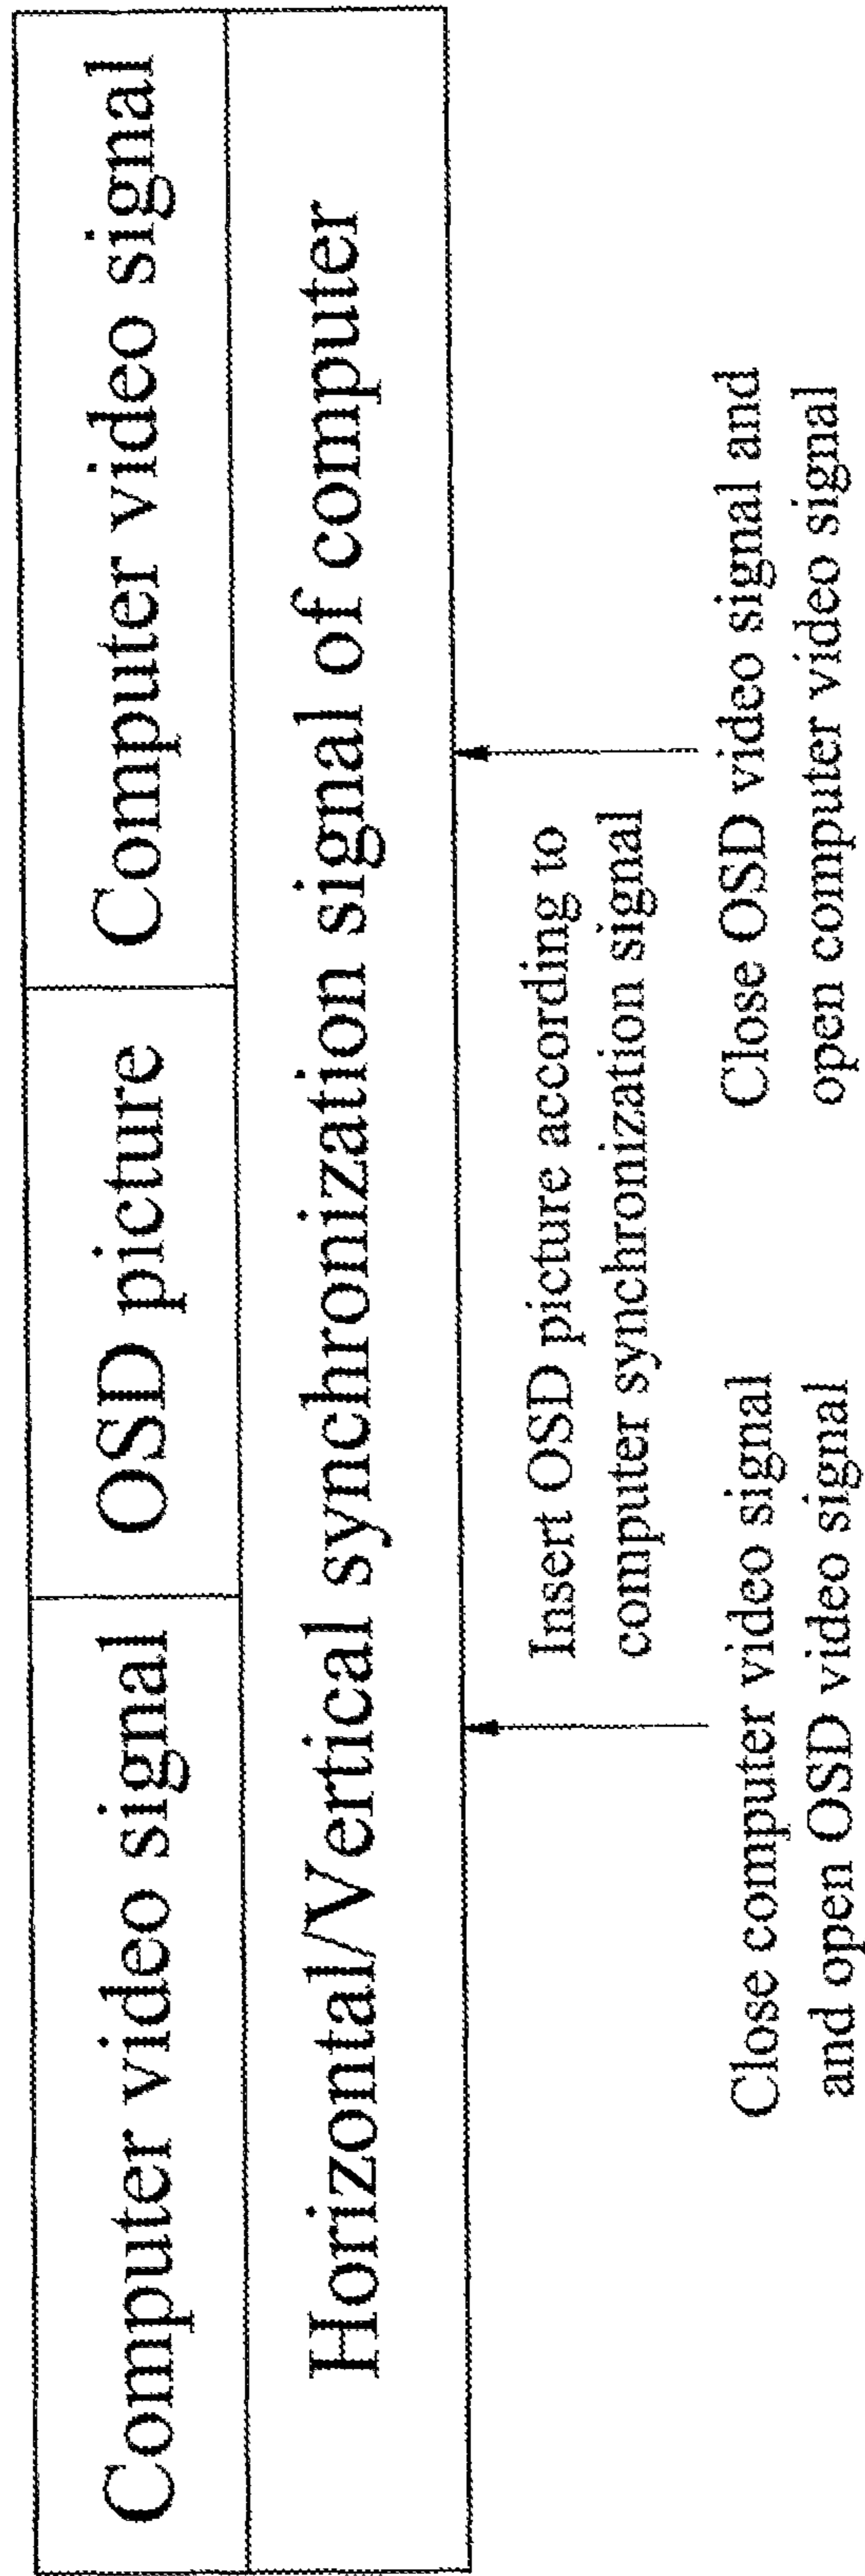 Computer video signal
OSD picture
Computer video signal
Horizontal/Vertical synchronization signal of computer
Insert OSD picture according to
computer synchronization signal
Close computer video signal
and open OSD video signal
Close OSD video signal and
open computer video signal